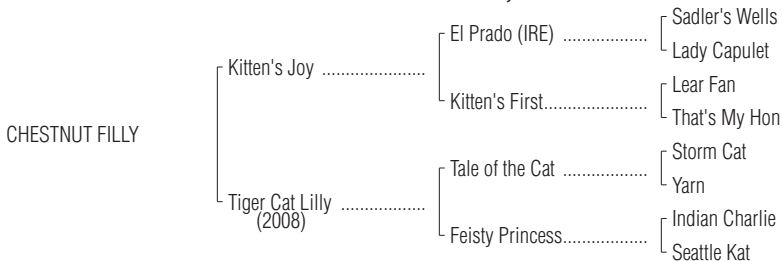 Sadler's Wells
El Prado (IRE) ..................
Lady Capulet
Kitten's Joy ......................
Lear Fan
Kitten's First......................
That's My Hon
CHESTNUT FILLY
Storm Cat
Tale of the Cat ..................
Yarn
Tiger Cat Lilly ..................
(2008)
Indian Charlie
Feisty Princess..................
Seattle Kat